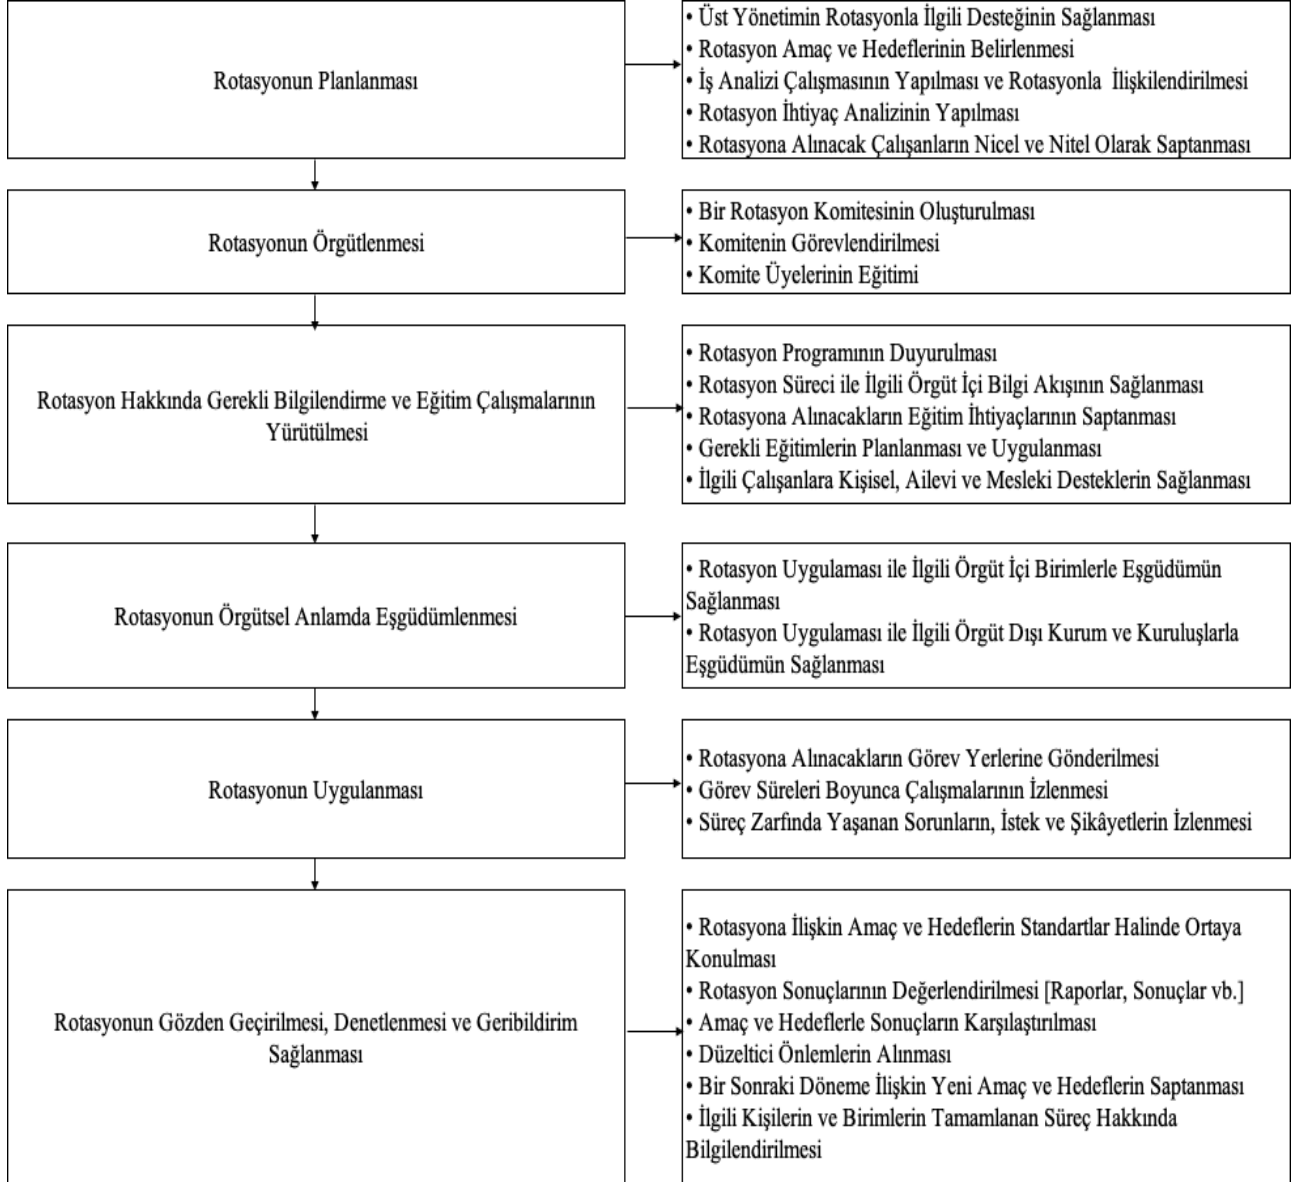 Rotasyonun Planlanması
• Üst Yönetimin Rotasyonla İlgili Desteğinin Sağlanması
• Rotasyon Amaç ve Hedeflerinin Belirlenmesi
• İş Analizi Çalışmasının Yapılması ve Rotasyonla İlişkilendirilmesi
• Rotasyon İhtiyaç Analizinin Yapılması
• Rotasyona Alınacak Çalışanların Nicel ve Nitel Olarak Saptanması
Rotasyonun Örgütlenmesi
• Bir Rotasyon Komitesinin Oluşturulması
• Komitenin Görevlendirilmesi
• Komite Üyelerinin Eğitimi
Rotasyon Hakkında Gerekli Bilgilendirme ve Eğitim Çalışmalarının
Yürütülmesi
• Rotasyon Programının Duyurulması
• Rotasyon Süreci ile İlgili Örgüt İçi Bilgi Akışının Sağlanması
• Rotasyona Alınacakların Eğitim İhtiyaçlarının Saptanması
• Gerekli Eğitimlerin Planlanması ve Uygulanması
• İlgili Çalışanlara Kişisel, Ailevi ve Mesleki Desteklerin Sağlanması
Rotasyonun Örgütsel Anlamda Eşgüdümlenmesi
• Rotasyon Uygulaması ile İlgili Örgüt İçi Birimlerle Eşgüdümün
Sağlanması
• Rotasyon Uygulaması ile İlgili Örgüt Dışı Kurum ve Kuruluşlarla
Eşgüdümün Sağlanması
Rotasyonun Uygulanması
• Rotasyona Alınacakların Görev Yerlerine Gönderilmesi
• Görev Süreleri Boyunca Çalışmalarının İzlenmesi
• Süreç Zarfında Yaşanan Sorunların, İstek ve Şikâyetlerin İzlenmesi
Rotasyonun Gözden Geçirilmesi, Denetlenmesi ve Geribildirim
Sağlanması
• Rotasyona İlişkin Amaç ve Hedeflerin Standartlar Halinde Ortaya
Konulması
• Rotasyon Sonuçlarının Değerlendirilmesi [Raporlar, Sonuçlar vb.]
• Amaç ve Hedeflerle Sonuçların Karşılaştırılması
• Düzeltici Önlemlerin Alınması
• Bir Sonraki Döneme İlişkin Yeni Amaç ve Hedeflerin Saptanması
• İlgili Kişilerin ve Birimlerin Tamamlanan Süreç Hakkında
Bilgilendirilmesi